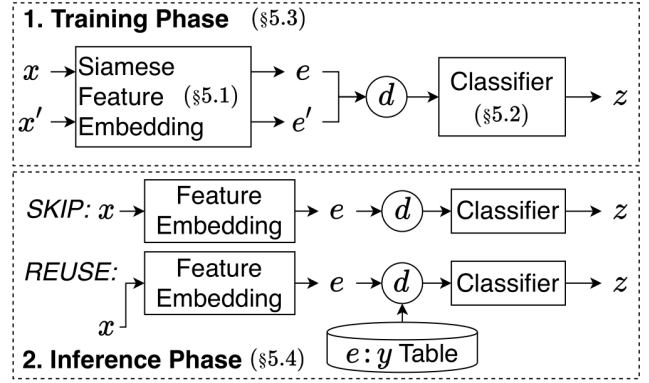 1. Training Phase (§5.3)
x Siamese e
Feature (§5.1) d Classifier z
x′ Embedding e′ (§5.2)
SKIP: x Feature Embedding e d Classifier z
REUSE: Feature Embedding e d Classifier z
x
e : y Table
2. Inference Phase (§5.4)